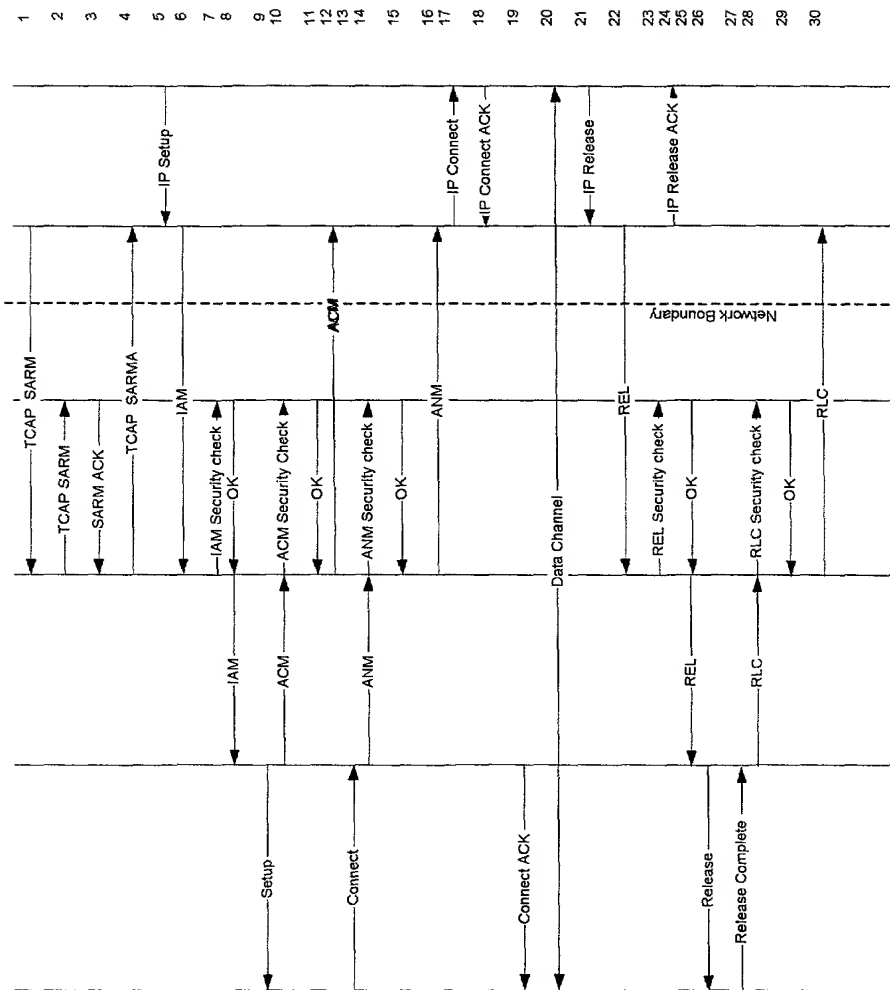 1
2
3
4
5
6
7
8
9
10
11
12
13
14
15
16
17
18
19
20
21
22
23
24
25
26
27
28
29
30
TCAP SARM
TCAP SARM
SARM ACK
TCAP SARMA
IP Setup
IAM
IAM Security check
OK
IAM
Setup
ACM Security Check
ACM
OK
ACM
Connect
ANM Security check
ANM
OK
ANM
IP Connect
IP Connect ACK
Connect ACK
Data Channel
IP Release
REL
REL Security check
IP Release ACK
OK
REL
Release
Release Complete
RLC Security check
RLC
OK
RLC
Network Boundary